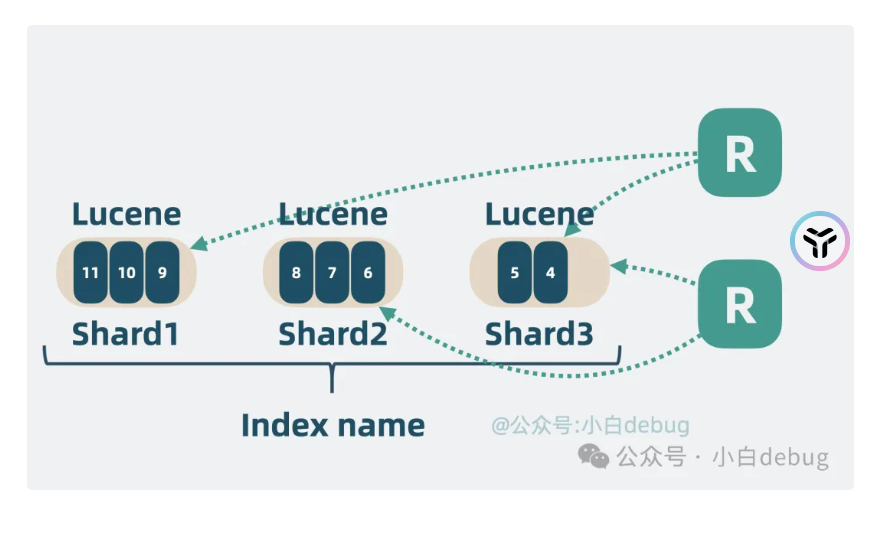 R
Lucene Lucene Lucene
11 10 9 8 7 6 5 4
R
Shard1 Shard2 Shard3
Index name
@公众号:小白debug
公众号 · 小白debug